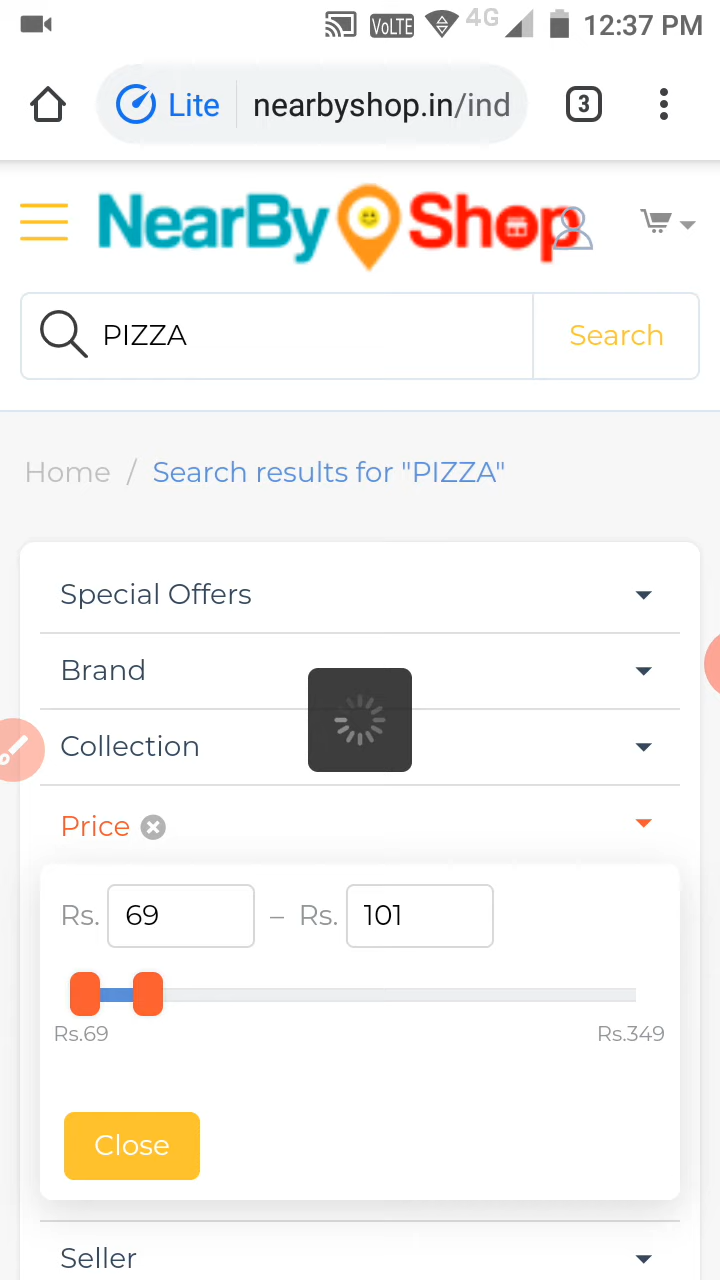 VoLTE 4G 12:37 PM
Lite nearbyshop.in/ind 3
NearBy Shop
PIZZA Search
Home / Search results for "PIZZA"
Special Offers
Brand
Collection
Price
Rs. 69 – Rs. 101
Rs.69 Rs.349
Close
Seller